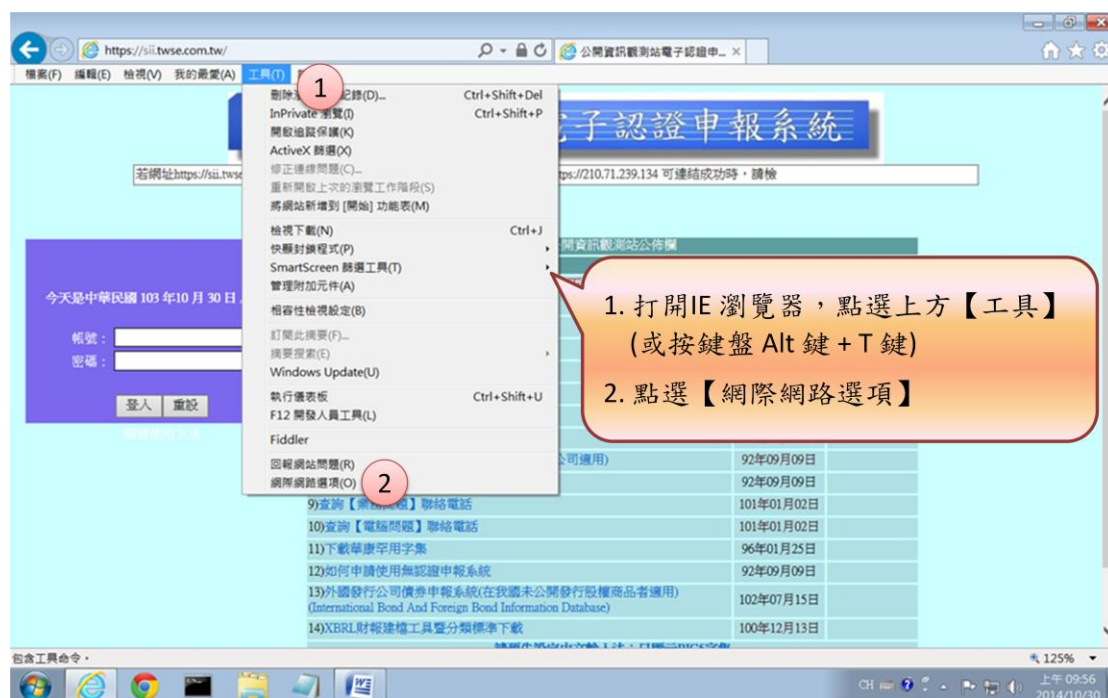 https://sii.twse.com.tw/
公開資訊觀測站電子認證申...
檔案(F) 編輯(E) 檢視(V) 我的最愛(A) 工具(T)
1
刪除 記錄(D)... Ctrl+Shift+Del
InPrivate 瀏覽(I) Ctrl+Shift+P
開啟追蹤保護(K)
ActiveX 篩選(X)
修正連線問題(C)...
重新開啟上次的瀏覽工作階段(S)
將網站新增到 [開始] 功能表(M)
檢視下載(N) Ctrl+J
快顯封鎖程式(P)
SmartScreen 篩選工具(T)
管理附加元件(A)
相容性檢視設定(B)
訂閱此摘要(F)...
摘要探索(E)
Windows Update(U)
執行儀表板 Ctrl+Shift+U
F12 開發人員工具(L)
Fiddler
回報網站問題(R)
網際網路選項(O)
2
子認證申報系統
若網址https://sii.twse
tps://210.71.239.134 可連結成功時，請檢
開資訊觀測站公佈欄
今天是中華民國 103 年10 月 30 日
帳號：
密碼：
登入 重設
1. 打開IE 瀏覽器，點選上方【工具】
(或按鍵盤 Alt 鍵 + T 鍵)
2. 點選【網際網路選項】
公司適用) 92年09月09日
92年09月09日
9)查詢【業務問題】聯絡電話 101年01月02日
10)查詢【電腦問題】聯絡電話 101年01月02日
11)下載華康罕用字集 96年01月25日
12)如何申請使用無認證申報系統 92年09月09日
13)外國發行公司債券申報系統(在我國未公開發行股權商品者適用)
(International Bond And Foreign Bond Information Database) 102年07月15日
14)XBRL財報建檔工具暨分類標準下載 100年12月13日
包含工具命令。
125%
CH
上午 09:56
2014/10/30